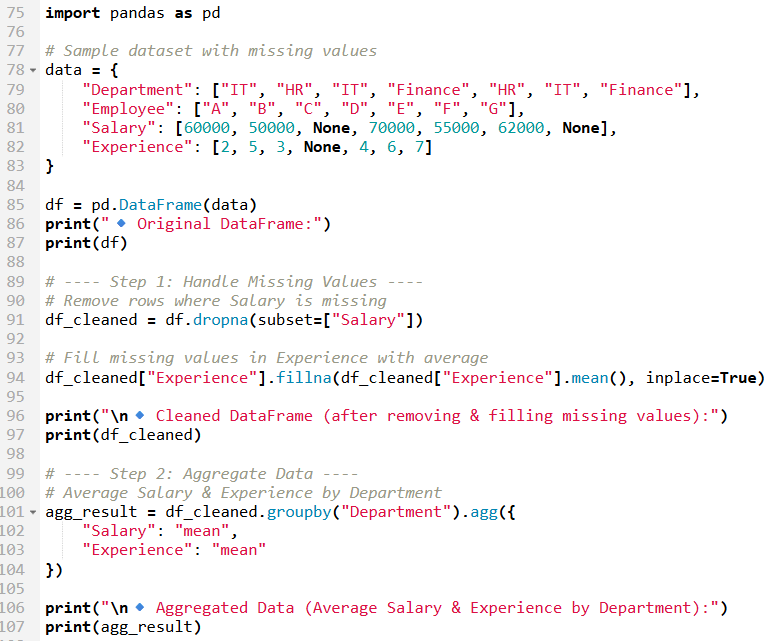 75 import pandas as pd
76
77 # Sample dataset with missing values
78 data = {
79     "Department": ["IT", "HR", "IT", "Finance", "HR", "IT", "Finance"],
80     "Employee": ["A", "B", "C", "D", "E", "F", "G"],
81     "Salary": [60000, 50000, None, 70000, 55000, 62000, None],
82     "Experience": [2, 5, 3, None, 4, 6, 7]
83 }
84
85 df = pd.DataFrame(data)
86 print("🔹 Original DataFrame:")
87 print(df)
88
89 # ---- Step 1: Handle Missing Values ----
90 # Remove rows where Salary is missing
91 df_cleaned = df.dropna(subset=["Salary"])
92
93 # Fill missing values in Experience with average
94 df_cleaned["Experience"].fillna(df_cleaned["Experience"].mean(), inplace=True)
95
96 print("\n🔹 Cleaned DataFrame (after removing & filling missing values):")
97 print(df_cleaned)
98
99 # ---- Step 2: Aggregate Data ----
100 # Average Salary & Experience by Department
101 agg_result = df_cleaned.groupby("Department").agg({
102     "Salary": "mean",
103     "Experience": "mean"
104 })
105
106 print("\n🔹 Aggregated Data (Average Salary & Experience by Department):")
107 print(agg_result)